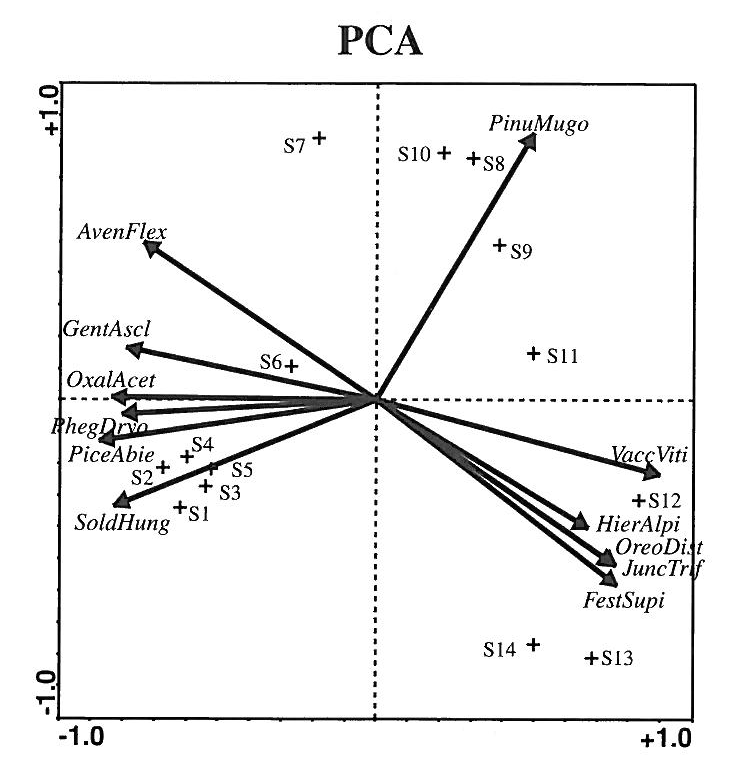 PCA
+1.0
PinuMugo
S7
S10
S8
AvenFlex
S9
GentAscl
S11
S6
OxalAcet
PhegDryo
S4
PiceAbie
VaccViti
S2
S5
S3
S12
S1
SoldHung
HierAlpi
OreoDist
JuncTrif
FestSupi
S14
S13
-1.0
-1.0
+1.0